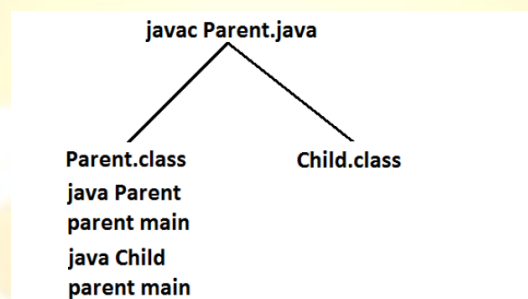 javac Parent.java
Parent.class Child.class
java Parent
parent main
java Child
parent main